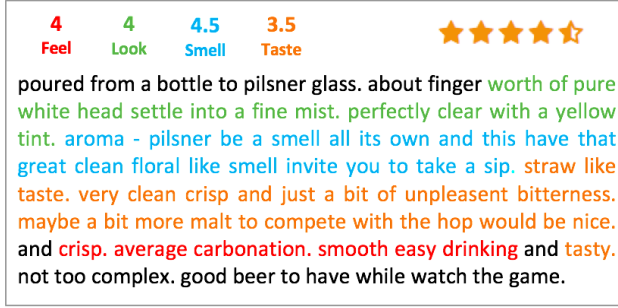 4 4 4.5 3.5
Feel Look Smell Taste
poured from a bottle to pilsner glass. about finger worth of pure
white head settle into a fine mist. perfectly clear with a yellow
tint. aroma - pilsner be a smell all its own and this have that
great clean floral like smell invite you to take a sip. straw like
taste. very clean crisp and just a bit of unpleasent bitterness.
maybe a bit more malt to compete with the hop would be nice.
and crisp. average carbonation. smooth easy drinking and tasty.
not too complex. good beer to have while watch the game.